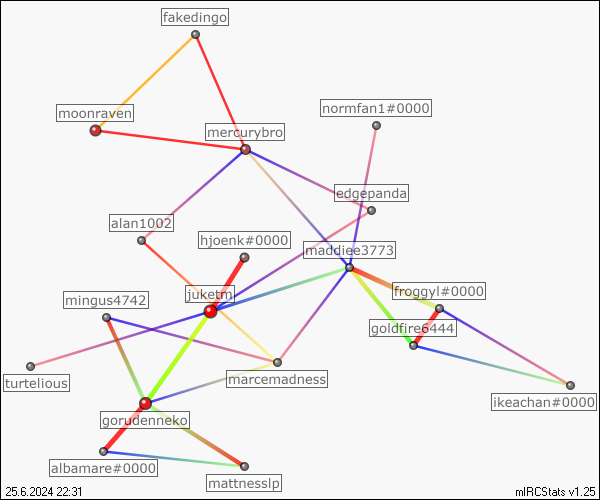 fakedingo
moonraven
normfan1#0000
mercurybro
edgepanda
alan1002
hjoenk#0000
maddiee3773
juketm
froggyl#0000
mingus4742
goldfire6444
turtelious
marcemadness
ikeachan#0000
gorudenneko
albamare#0000
mattnesslp
25.6.2024 22:31
mIRCStats v1.25